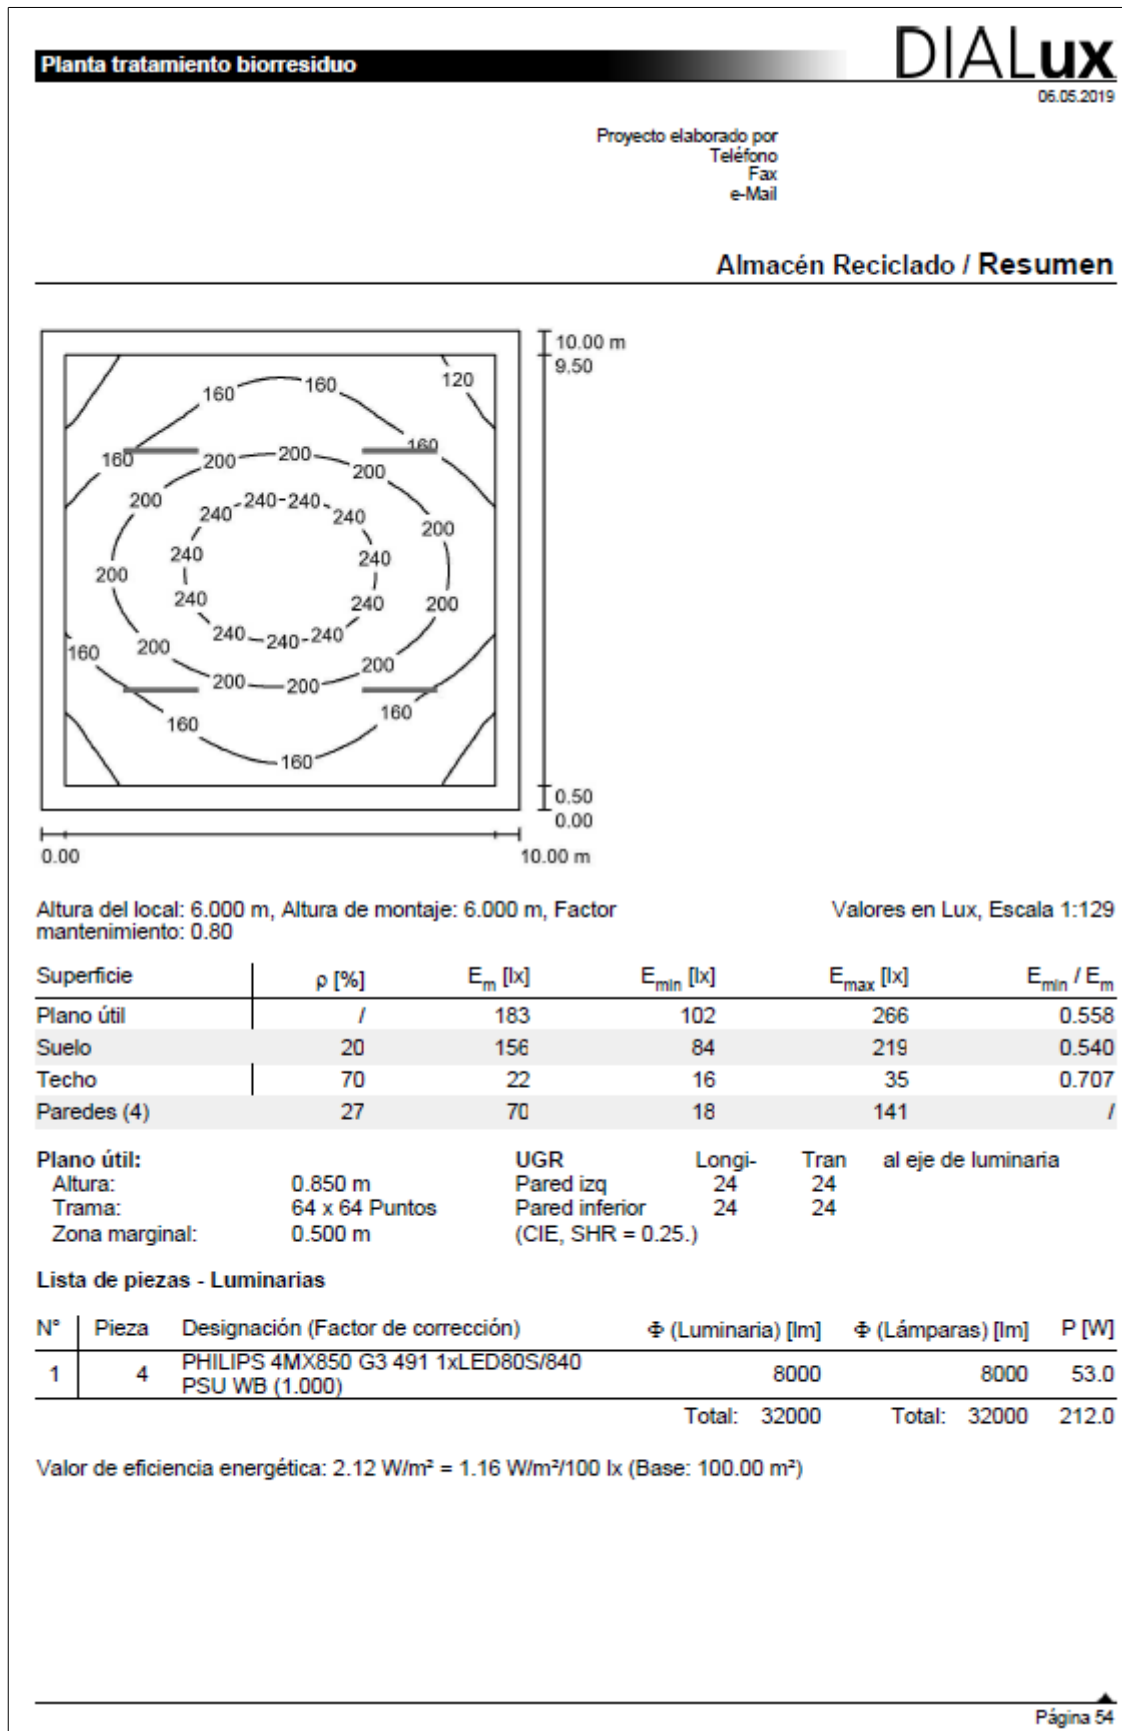 DIALux
Planta tratamiento biorresiduo
06.05.2019
Proyecto elaborado por
Teléfono
Fax
e-Mail
Almacén Reciclado / Resumen
10.00 m
9.50
120
160 160
160 160
200 200 200
200 240 240 240 240 200
240 240
200
240 240 200
160 200 240 240 240 200
200 200
160 160
160
0.50
0.00
0.00 10.00 m
Altura del local: 6.000 m, Altura de montaje: 6.000 m, Factor
mantenimiento: 0.80
Valores en Lux, Escala 1:129
Superficie ρ [%] Em [lx] Emin [lx] Emax [lx] Emin / Em
Plano útil / 183 102 266 0.558
Suelo 20 156 84 219 0.540
Techo 70 22 16 35 0.707
Paredes (4) 27 70 18 141 /
Plano útil: UGR Longi- Tran al eje de luminaria
Altura: 0.850 m Pared izq 24 24
Trama: 64 x 64 Puntos Pared inferior 24 24
Zona marginal: 0.500 m (CIE, SHR = 0.25.)
Lista de piezas - Luminarias
N° Pieza Designación (Factor de corrección) Φ (Luminaria) [lm] Φ (Lámparas) [lm] P [W]
1 4 PHILIPS 4MX850 G3 491 1xLED80S/840 8000 8000 53.0
PSU WB (1.000)
Total: 32000 Total: 32000 212.0
Valor de eficiencia energética: 2.12 W/m² = 1.16 W/m²/100 lx (Base: 100.00 m²)
Página 54